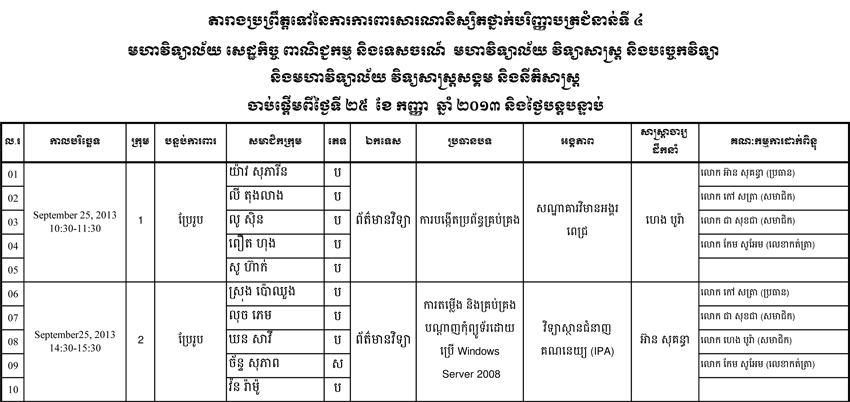 តារាងប្រព្រឹត្តទៅនៃការការពារសារណានិស្សិតថ្នាក់បរិញ្ញាបត្រជំនាន់ទី ៤
មហាវិទ្យាល័យ សេដ្ឋកិច្ច ពាណិជ្ជកម្ម និងទេសចរណ៍ មហាវិទ្យាល័យ វិទ្យាសាស្ត្រ និងបច្ចេកវិទ្យា
និងមហាវិទ្យាល័យ វិទ្យាសាស្ត្រសង្គម និងនីតិសាស្ត្រ
ចាប់ផ្តើមពីថ្ងៃទី ២៥ ខែ កញ្ញា ឆ្នាំ ២០១៣ និងថ្ងៃបន្តបន្ទាប់
ល.រ កាលបរិច្ឆេទ ក្រុម បន្ទប់ការពារ សមាជិកក្រុម ភេទ ឯកទេស ប្រធានបទ អង្គភាព សាស្ត្រាចារ្យ ដឹកនាំ គណៈកម្មការដាក់ពិន្ទុ
01 យ៉ាវ សុភារីន ប លោក អ៊ាន សុគន្ធា (ប្រធាន)
02 លី តុងលាង ប លោក កៅ សត្រា (សមាជិក)
03 September 25, 2013 10:30-11:30 1 ប្រៃរូប លូ ស៊ិន ប ព័ត៌មានវិទ្យា ការបង្កើតប្រព័ន្ធគ្រប់គ្រង សណ្ឋាគារវិមានអង្គរ ពេជ្រ ហេង បូរ៉ា លោក ជា សុខជា (សមាជិក)
04 ពឿត ហុង ប លោក កែម សូអែម (លេខាកត់ត្រា)
05 សូ ហ៊ាក់ ប
06 ស្រុង ប៉ោឈួង ប លោក កៅ សត្រា (ប្រធាន)
07 លុច ភេម ប លោក ជា សុខជា (សមាជិក)
08 September25, 2013 14:30-15:30 2 ប្រៃរូប ឃន សាវី ប ព័ត៌មានវិទ្យា ការតម្លើង និងគ្រប់គ្រង បណ្តាញកុំព្យូទ័រដោយ ប្រើ Windows Server 2008 វិទ្យាស្ថានជំនាញ គណនេយ្យ (IPA) អ៊ាន សុគន្ធា លោក ហេង បូរ៉ា (សមាជិក)
09 ច័ន្ទ សុភាព ស លោក កែម សូអែម (លេខាកត់ត្រា)
10 វ៉ន រ៉ាម៉ូ ប